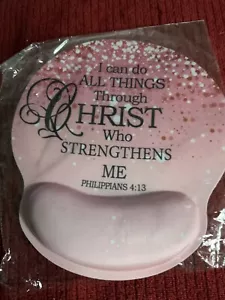 I can do
ALL THINGS
Through
CHRIST
Who
STRENGTHENS
ME
PHILIPPIANS 4:13